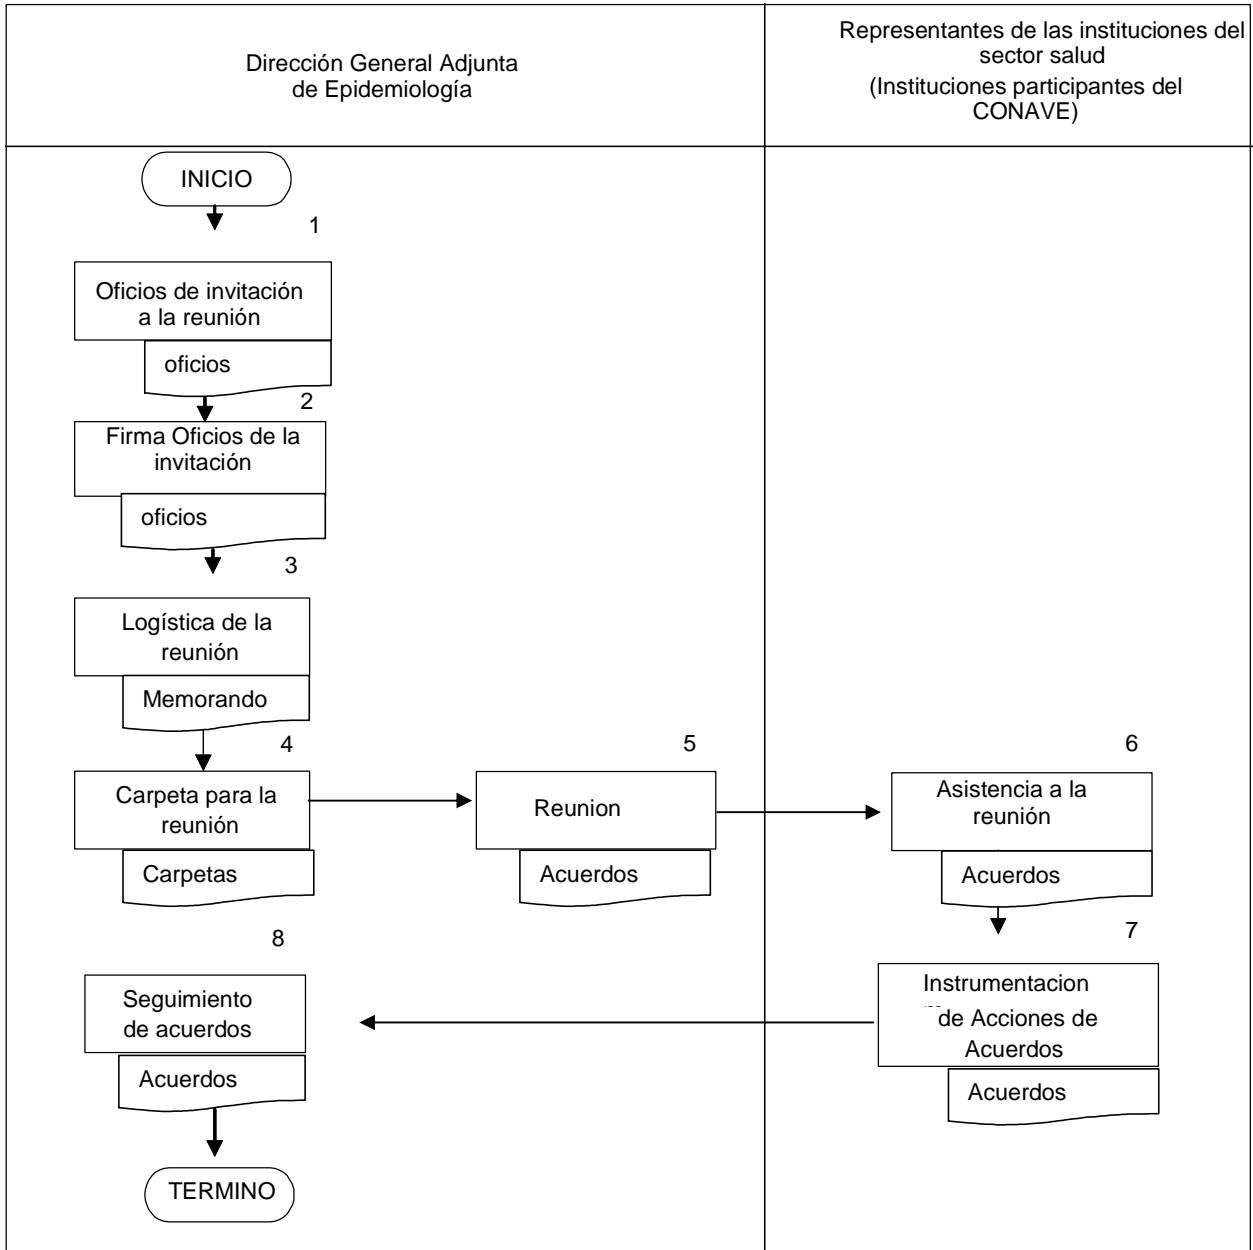 Dirección General Adjunta
de Epidemiología
Representantes de las instituciones del
sector salud
(Instituciones participantes del
CONAVE)
INICIO
1
Oficios de invitación
a la reunión
oficios
2
Firma Oficios de la
invitación
oficios
3
Logística de la
reunión
Memorando
4
Carpeta para la
reunión
Carpetas
5
Reunion
Acuerdos
6
Asistencia a la
reunión
Acuerdos
7
Instrumentacion
de Acciones de
Acuerdos
Acuerdos
8
Seguimiento
de acuerdos
Acuerdos
TERMINO